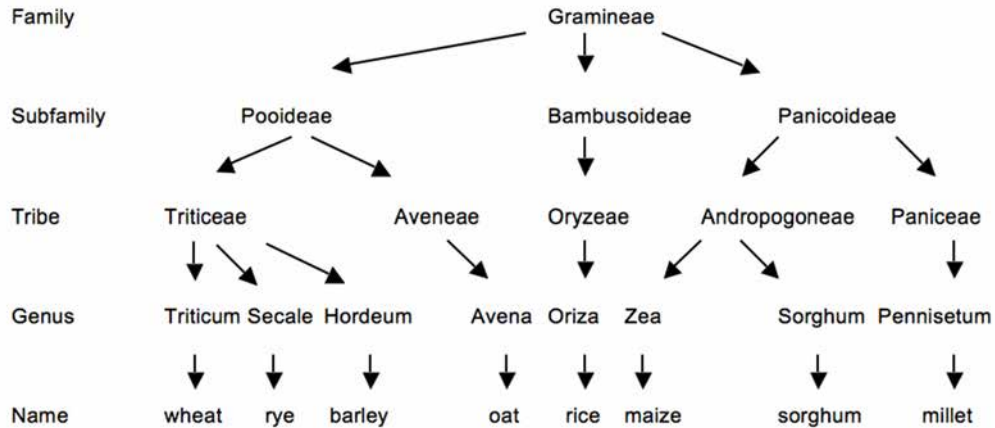 Family Gramineae
Subfamily Pooideae Bambusoideae Panicoideae
Tribe Triticeae Aveneae Oryzeae Andropogoneae Paniceae
Genus Triticum Secale Hordeum Avena Oriza Zea Sorghum Pennisetum
Name wheat rye barley oat rice maize sorghum millet